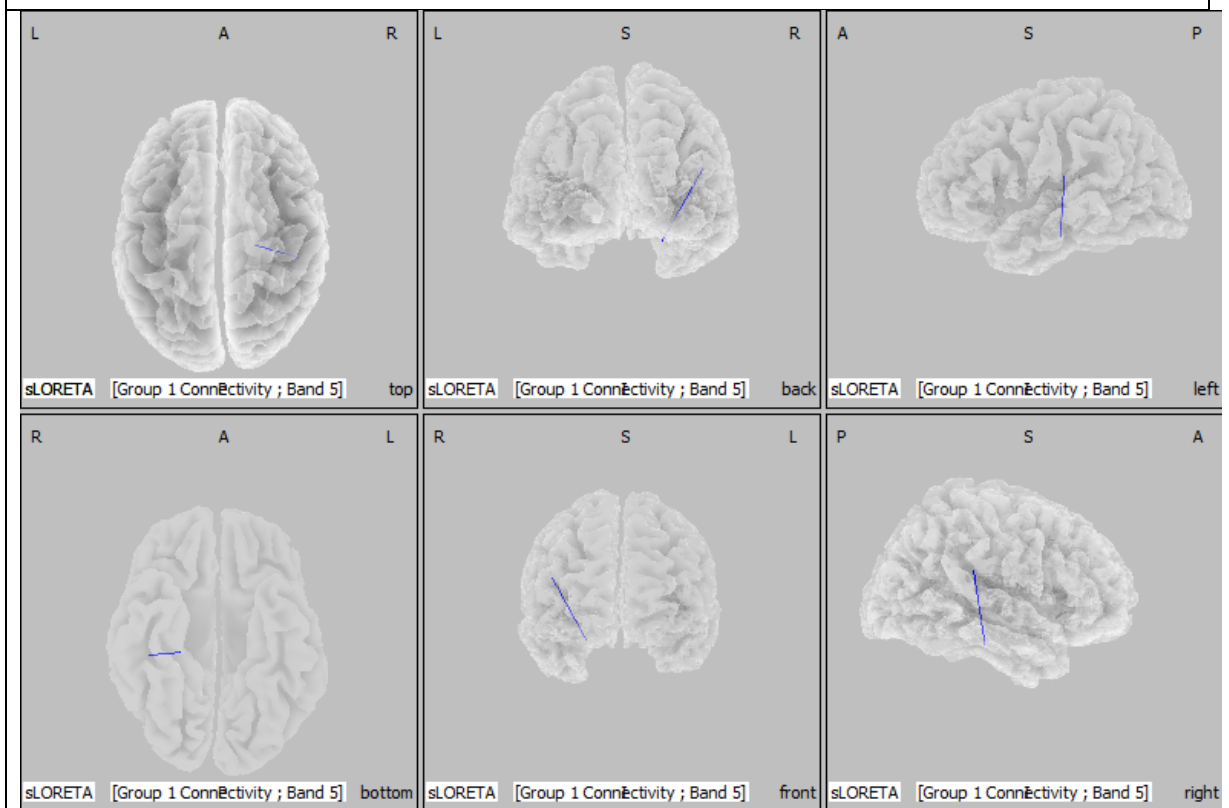 L A R
L S R
A S P
sLORETA [Group 1 Connectivity ; Band 5] top
sLORETA [Group 1 Connectivity ; Band 5] back
sLORETA [Group 1 Connectivity ; Band 5] left
R A L
R S L
P S A
sLORETA [Group 1 Connectivity ; Band 5] bottom
sLORETA [Group 1 Connectivity ; Band 5] front
sLORETA [Group 1 Connectivity ; Band 5] right